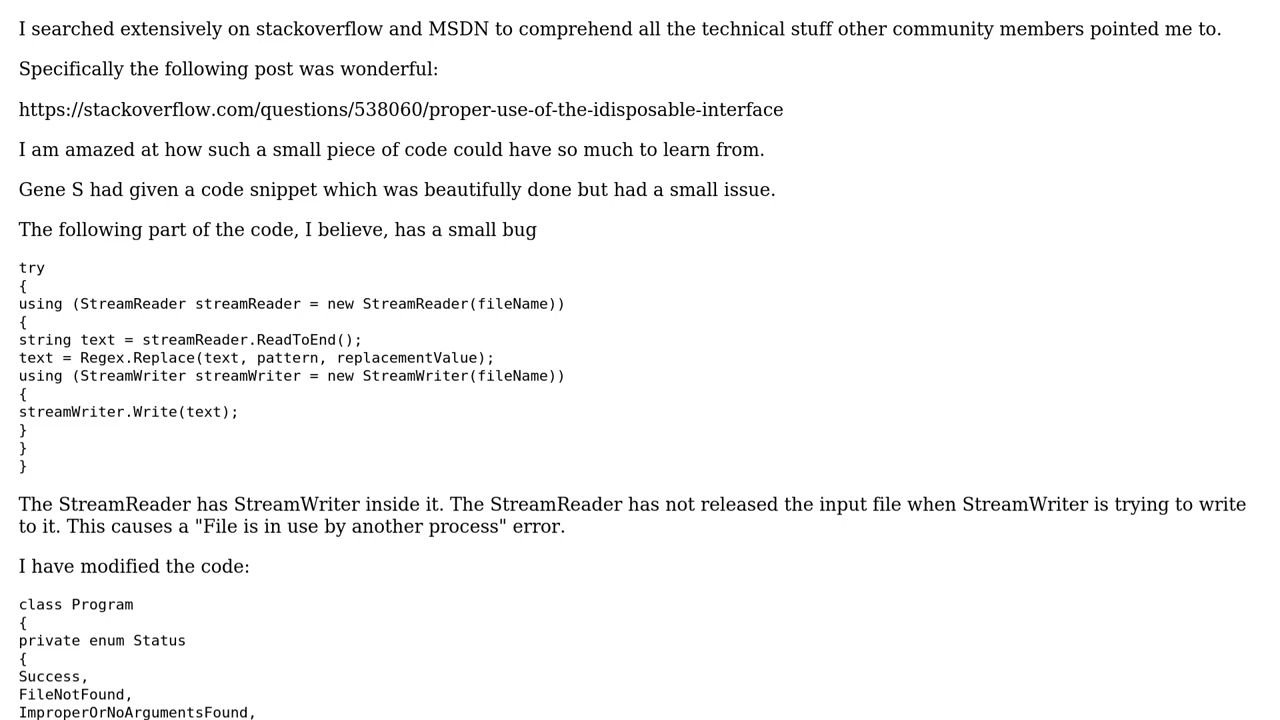 I searched extensively on stackoverflow and MSDN to comprehend all the technical stuff other community members pointed me to.
Specifically the following post was wonderful:
https://stackoverflow.com/questions/538060/proper-use-of-the-idisposable-interface
I am amazed at how such a small piece of code could have so much to learn from.
Gene S had given a code snippet which was beautifully done but had a small issue.
The following part of the code, I believe, has a small bug
try
{
using (StreamReader streamReader = new StreamReader(fileName))
{
string text = streamReader.ReadToEnd();
text = Regex.Replace(text, pattern, replacementValue);
using (StreamWriter streamWriter = new StreamWriter(fileName))
{
streamWriter.Write(text);
}
}
}
The StreamReader has StreamWriter inside it. The StreamReader has not released the input file when StreamWriter is trying to write
to it. This causes a "File is in use by another process" error.
I have modified the code:
class Program
{
private enum Status
{
Success,
FileNotFound,
ImproperOrNoArgumentsFound,